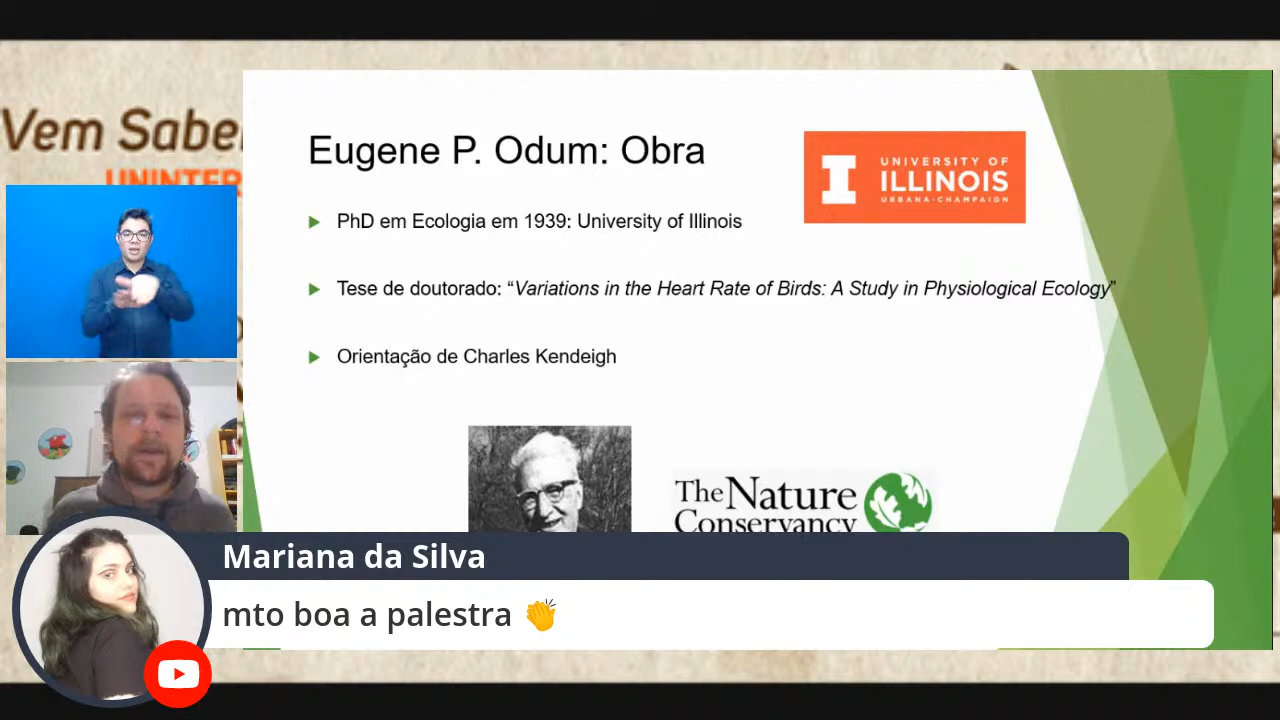 Vem Saber
UNINTER
Eugene P. Odum: Obra
UNIVERSITY OF
ILLINOIS
URBANA-CHAMPAIGN
PhD em Ecologia em 1939: University of Illinois
Tese de doutorado: “Variations in the Heart Rate of Birds: A Study in Physiological Ecology”
Orientação de Charles Kendeigh
The Nature
Conservancy
Mariana da Silva
mto boa a palestra 👏